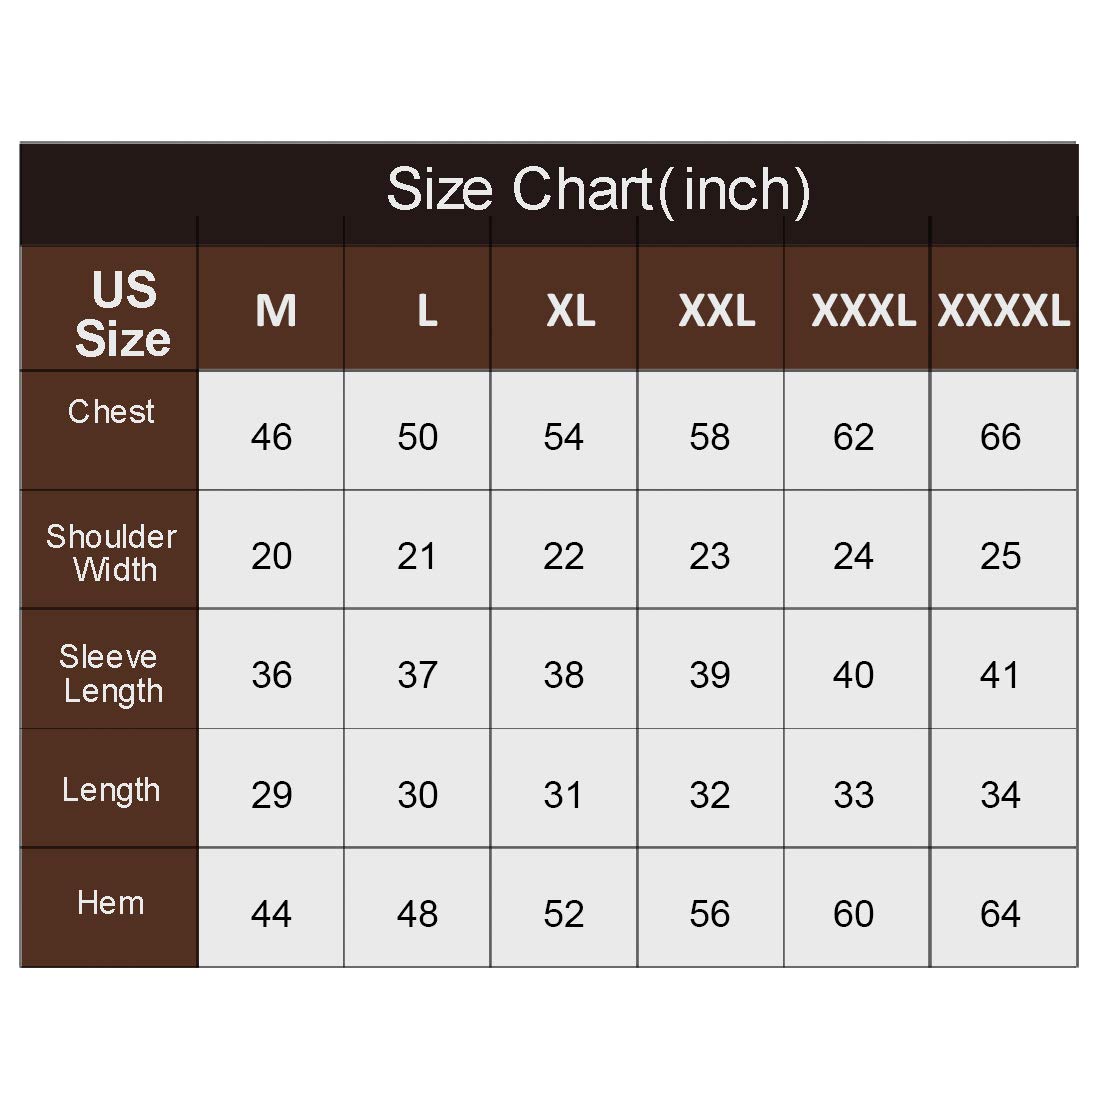 Size Chart(inch)
US
Size
M L XL XXL XXXL XXXXL
Chest
46 50 54 58 62 66
Shoulder
Width
20 21 22 23 24 25
Sleeve
Length
36 37 38 39 40 41
Length
29 30 31 32 33 34
Hem
44 48 52 56 60 64